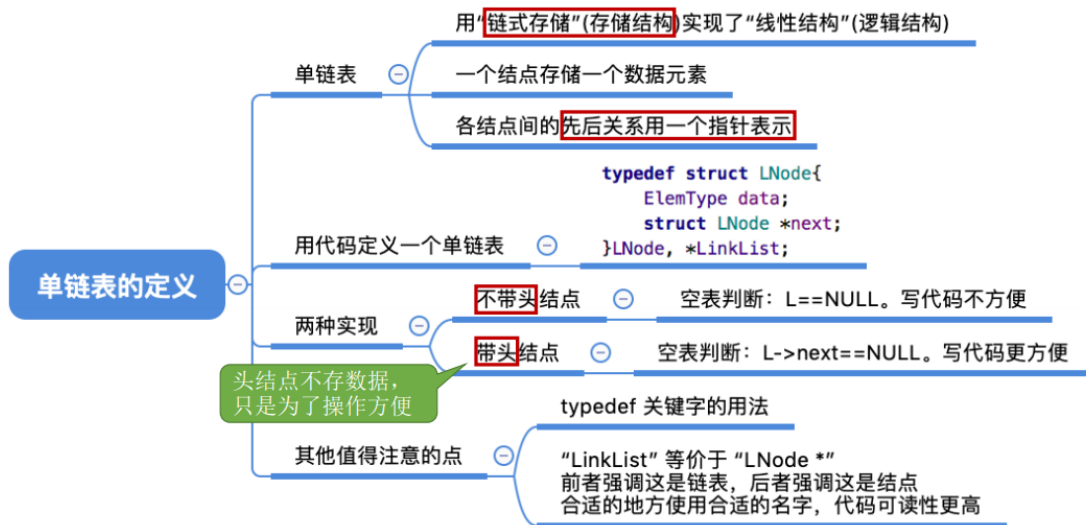 用“链式存储”(存储结构)实现了“线性结构”(逻辑结构)
单链表
一个结点存储一个数据元素
各结点间的先后关系用一个指针表示
typedef struct LNode{
ElemType data;
struct LNode *next;
}LNode, *LinkList;
用代码定义一个单链表
单链表的定义
不带头结点
空表判断：L==NULL。写代码不方便
两种实现
带头结点
空表判断：L->next==NULL。写代码更方便
头结点不存数据，
只是为了操作方便
typedef 关键字的用法
其他值得注意的点
“LinkList” 等价于 “LNode *”
前者强调这是链表，后者强调这是结点
合适的地方使用合适的名字，代码可读性更高